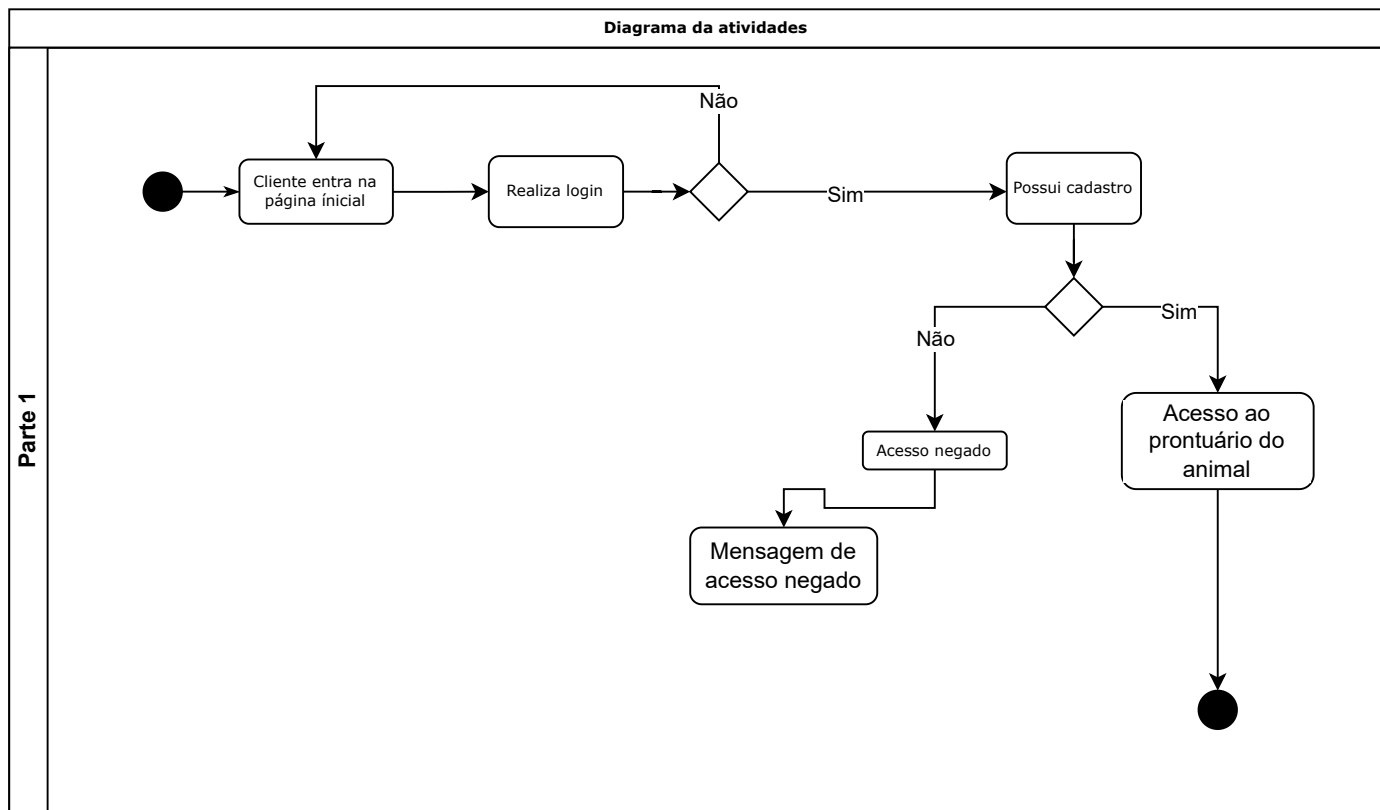 Diagrama da atividades
Parte 1
Não
Cliente entra na
página ínicial
Realiza login
Sim
Possui cadastro
Não
Sim
Acesso negado
Acesso ao
prontuário do
animal
Mensagem de
acesso negado